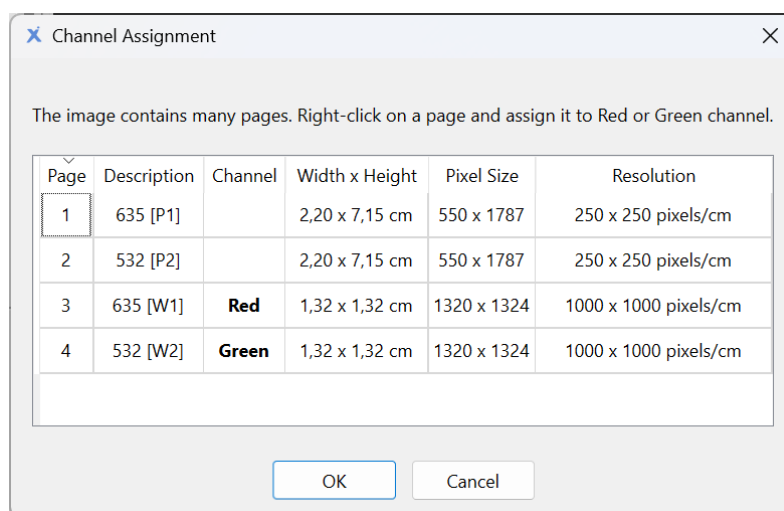 Channel Assignment
The image contains many pages. Right-click on a page and assign it to Red or Green channel.
Page Description Channel Width x Height Pixel Size Resolution
1 635 [P1] 2,20 x 7,15 cm 550 x 1787 250 x 250 pixels/cm
2 532 [P2] 2,20 x 7,15 cm 550 x 1787 250 x 250 pixels/cm
3 635 [W1] Red 1,32 x 1,32 cm 1320 x 1324 1000 x 1000 pixels/cm
4 532 [W2] Green 1,32 x 1,32 cm 1320 x 1324 1000 x 1000 pixels/cm
OK Cancel